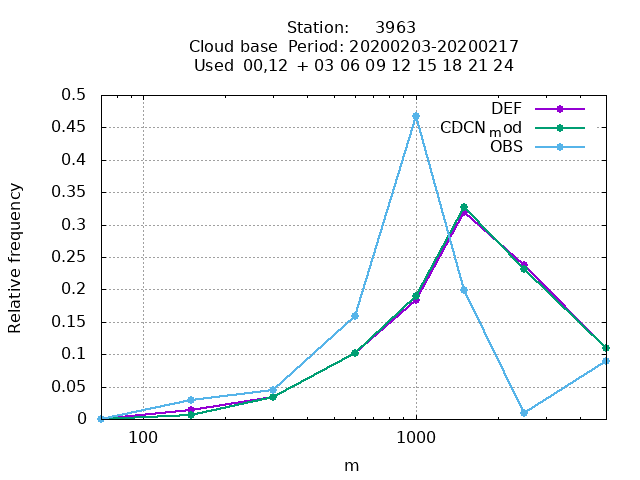 Station: 3963
Cloud base Period: 20200203-20200217
Used 00,12 + 03 06 09 12 15 18 21 24
DEF
CDCN_mod
OBS
Relative frequency
0.5
0.45
0.4
0.35
0.3
0.25
0.2
0.15
0.1
0.05
0
100 1000
m